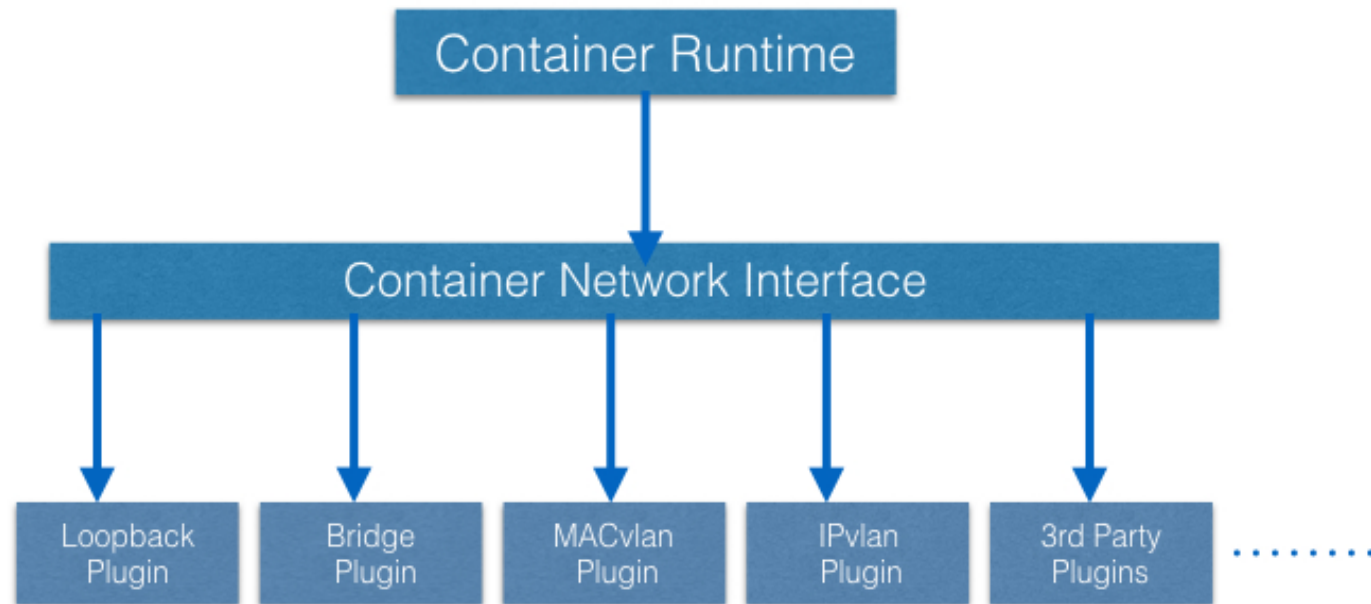 Container Runtime
Container Network Interface
Loopback
Plugin
Bridge
Plugin
MACvlan
Plugin
IPvlan
Plugin
3rd Party
Plugins